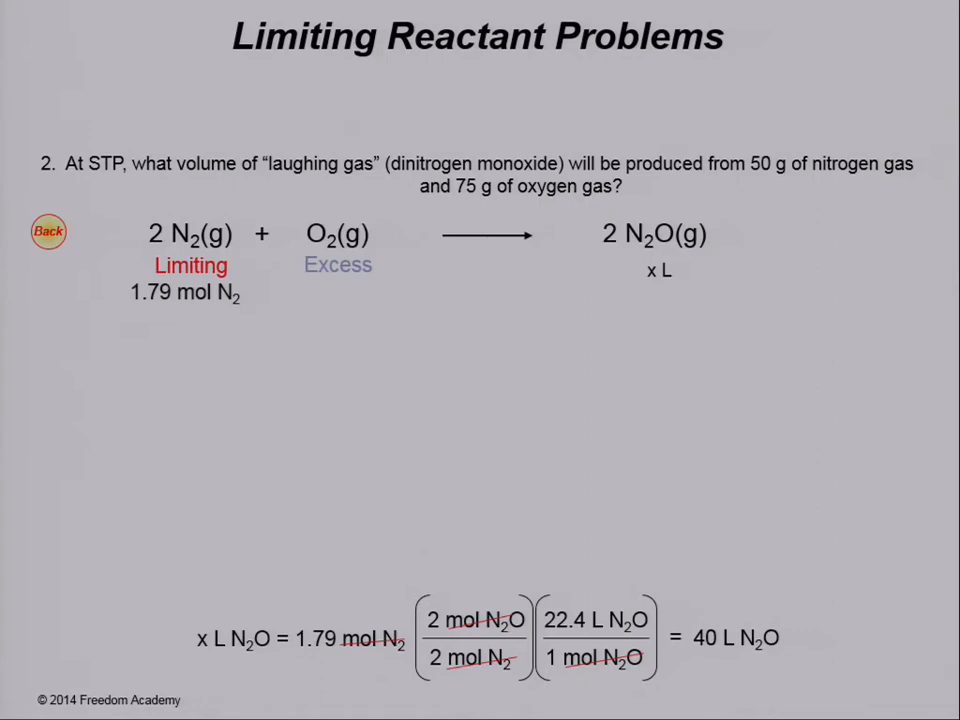 Limiting Reactant Problems
2. At STP, what volume of “laughing gas” (dinitrogen monoxide) will be produced from 50 g of nitrogen gas
and 75 g of oxygen gas?
Back
2 N₂(g) + O₂(g) ⟶ 2 N₂O(g)
Limiting Excess x L
1.79 mol N₂
2 mol N₂O 22.4 L N₂O
x L N₂O = 1.79 mol N₂ = 40 L N₂O
2 mol N₂ 1 mol N₂O
© 2014 Freedom Academy